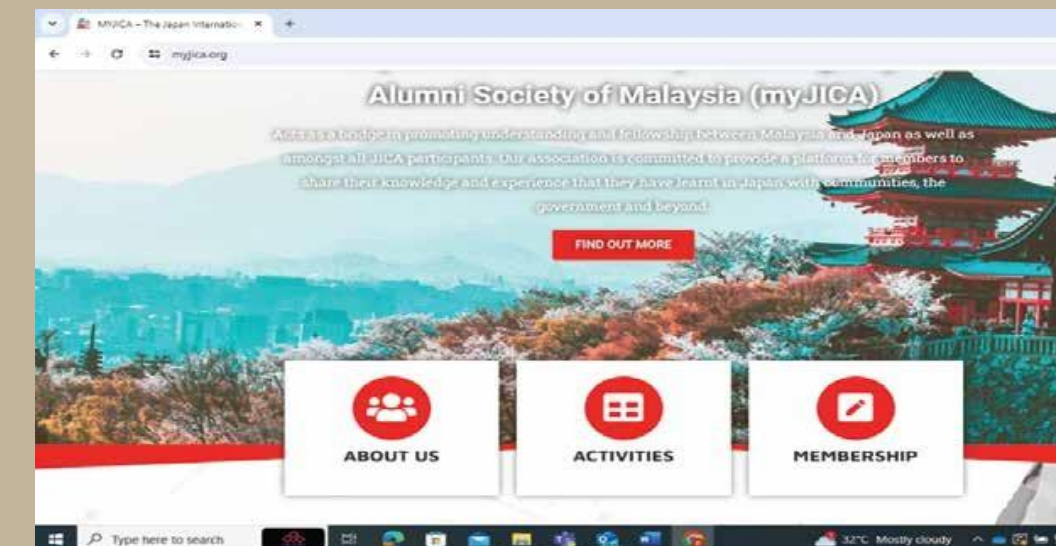 MYJICA – The Japan Internation
myjica.org
Alumni Society of Malaysia (myJICA)
Acts as a bridge in promoting understanding and fellowship between Malaysia and Japan as well as
amongst all JICA participants. Our association is committed to provide a platform for members to
share their knowledge and experience that they have learnt in Japan with communities, the
government and beyond.
FIND OUT MORE
ABOUT US
ACTIVITIES
MEMBERSHIP
Type here to search
32°C Mostly cloudy